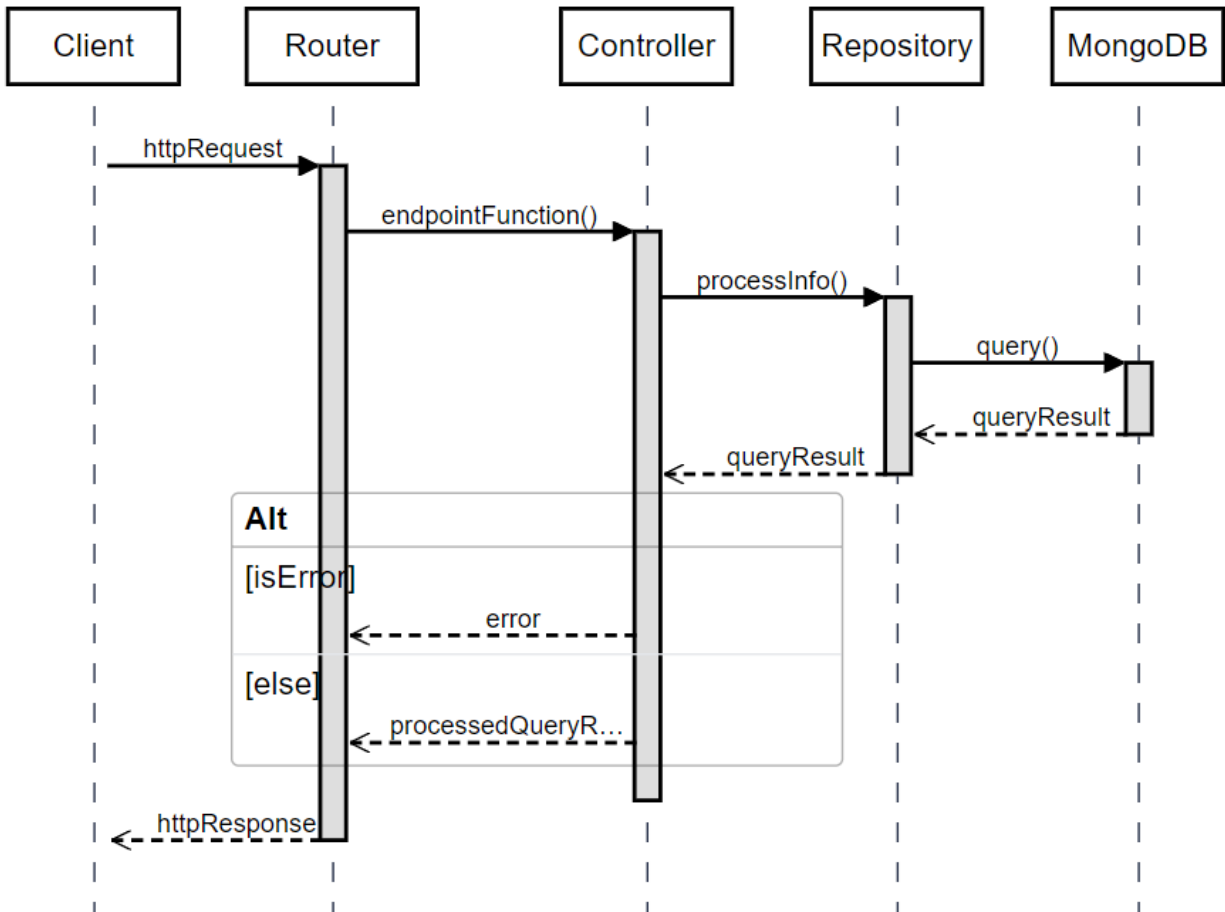 Client
Router
Controller
Repository
MongoDB
httpRequest
endpointFunction()
processInfo()
query()
queryResult
queryResult
Alt
[isError]
error
[else]
processedQueryR...
httpResponse